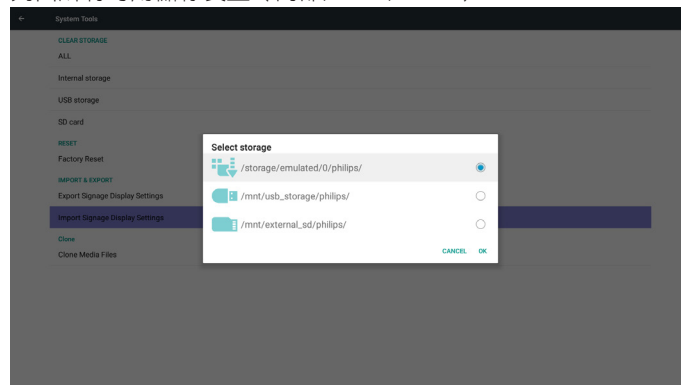 System Tools
CLEAR STORAGE
ALL
Internal storage
USB storage
SD card
RESET
Factory Reset
IMPORT & EXPORT
Export Signage Display Settings
Import Signage Display Settings
Clone
Clone Media Files
Select storage
/storage/emulated/0/philips/
/mnt/usb_storage/philips/
/mnt/external_sd/philips/
CANCEL OK